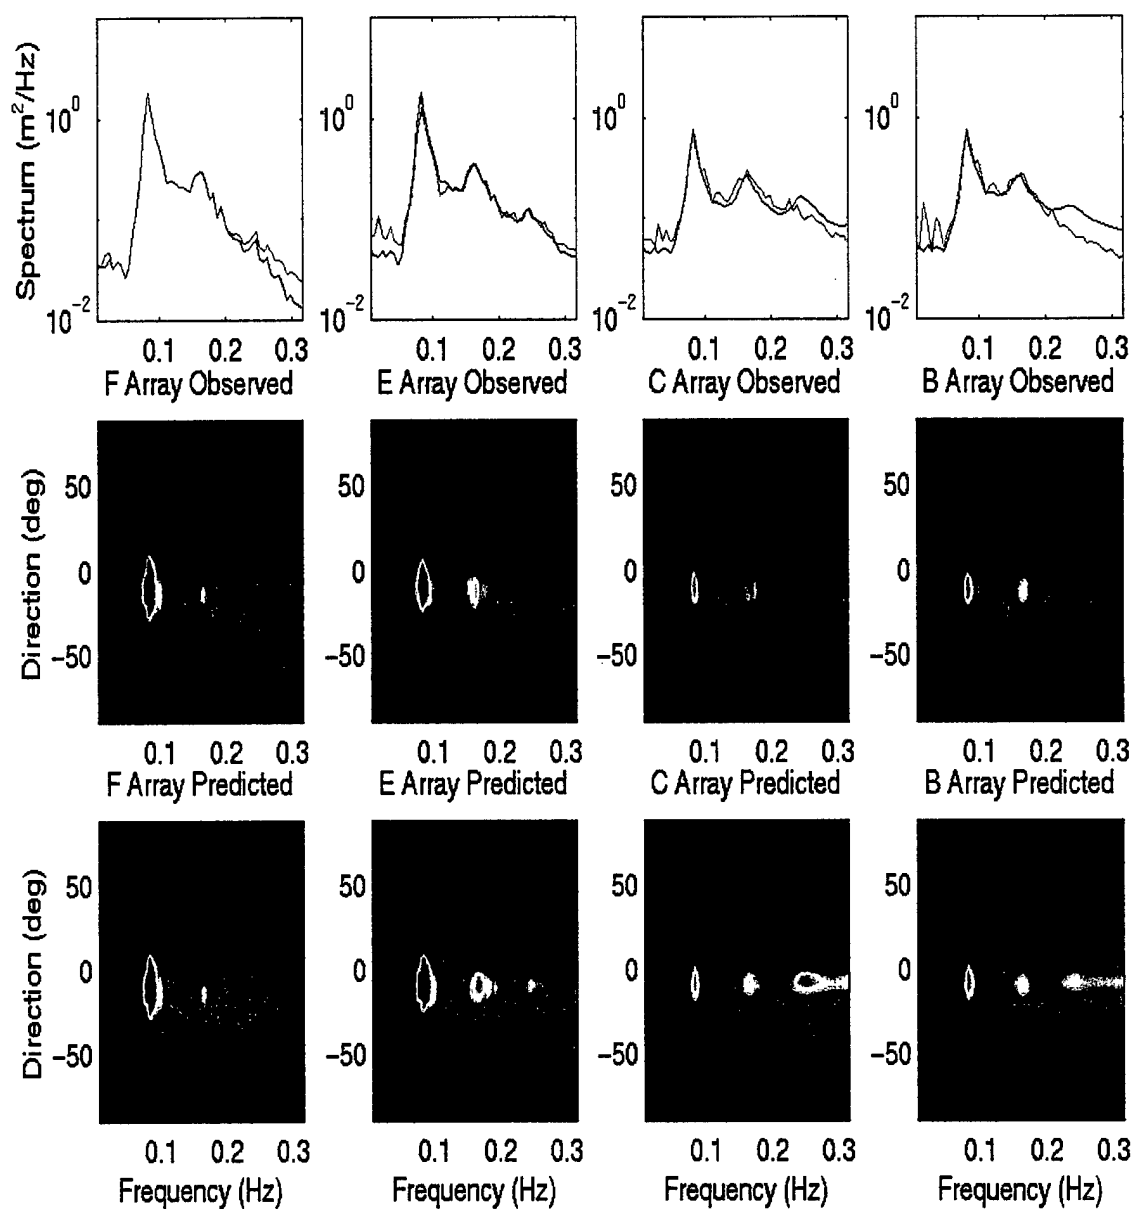 Spectrum (m²/Hz)
10⁰ 10⁰ 10⁰ 10⁰
10⁻² 10⁻² 10⁻² 10⁻²
0.1 0.2 0.3 0.1 0.2 0.3 0.1 0.2 0.3 0.1 0.2 0.3
F Array Observed E Array Observed C Array Observed B Array Observed
Direction (deg)
50 50 50 50
0 0 0 0
−50 −50 −50 −50
0.1 0.2 0.3 0.1 0.2 0.3 0.1 0.2 0.3 0.1 0.2 0.3
F Array Predicted E Array Predicted C Array Predicted B Array Predicted
Direction (deg)
50 50 50 50
0 0 0 0
−50 −50 −50 −50
0.1 0.2 0.3 0.1 0.2 0.3 0.1 0.2 0.3 0.1 0.2 0.3
Frequency (Hz) Frequency (Hz) Frequency (Hz) Frequency (Hz)